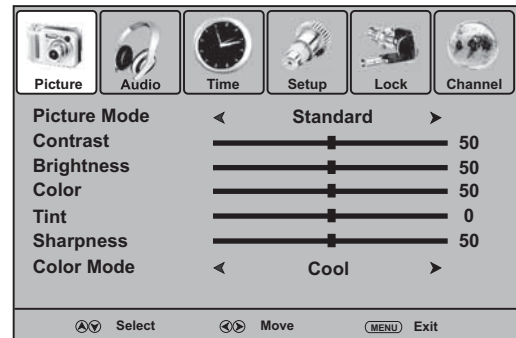 Picture Audio Time Setup Lock Channel
Picture Mode Standard
Contrast 50
Brightness 50
Color 50
Tint 0
Sharpness 50
Color Mode Cool
Select Move MENU Exit